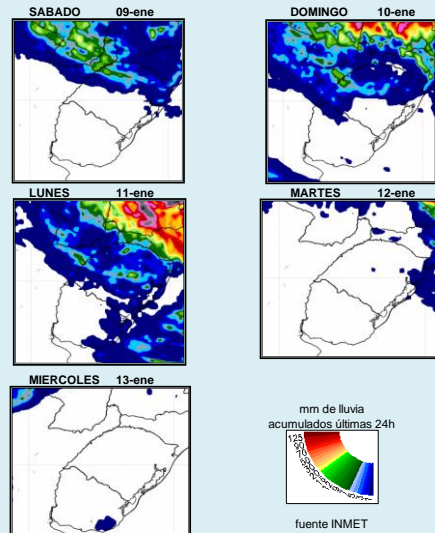 SABADO 09-ene
DOMINGO 10-ene
LUNES 11-ene
MARTES 12-ene
MIERCOLES 13-ene
mm de lluvia
acumulados últimas 24h
125
fuente INMET